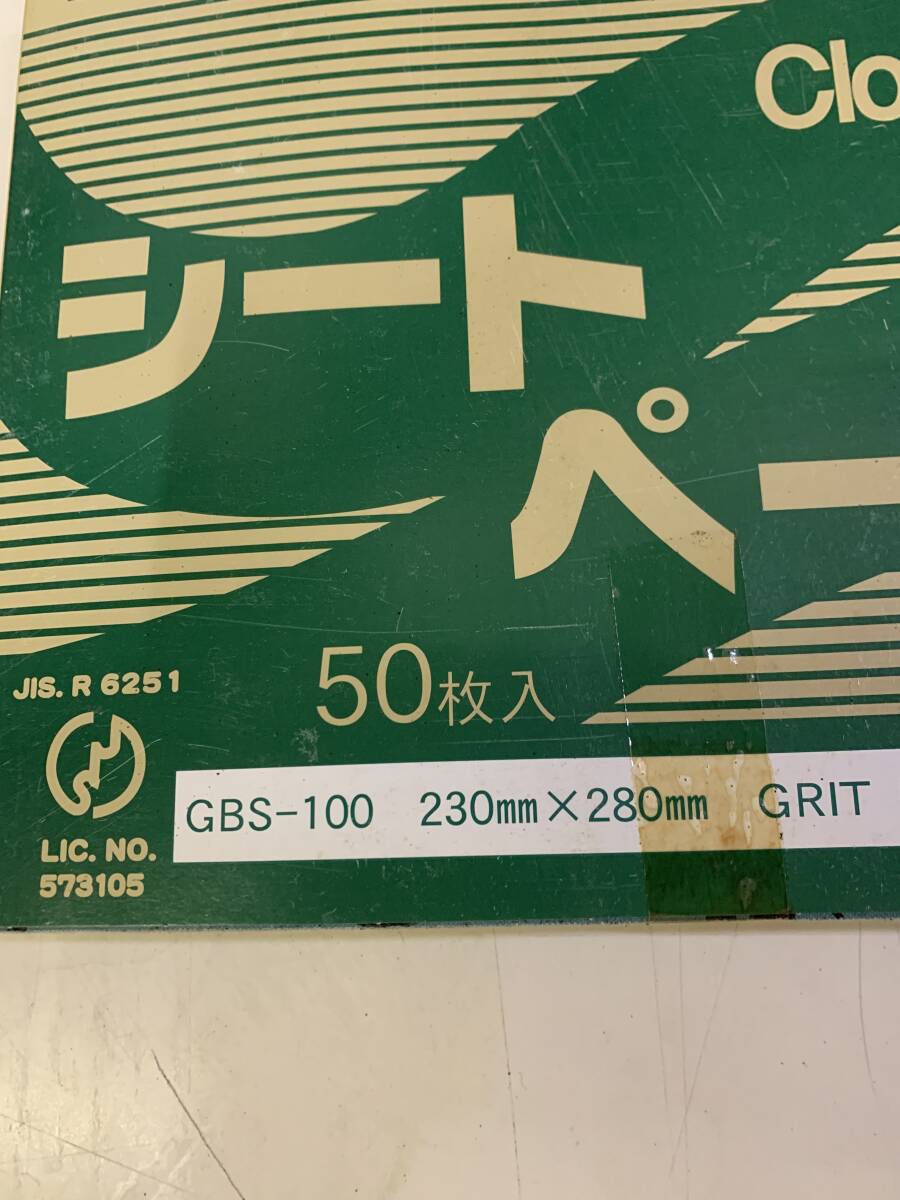 Clo
シート
ペー
50枚入
JIS. R 6251
LIC. NO.
573105
GBS-100 230mm×280mm GRIT